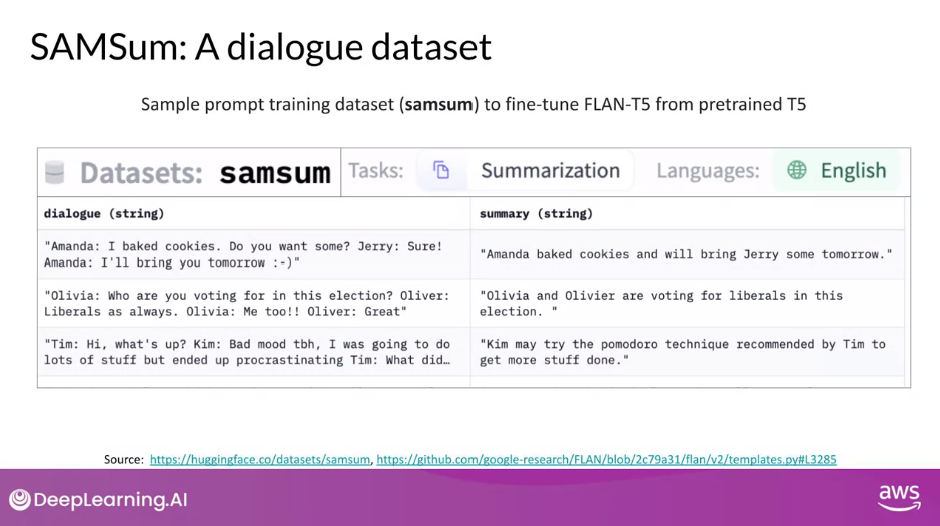 SAMSum: A dialogue dataset
Sample prompt training dataset (samsum) to fine-tune FLAN-T5 from pretrained T5
Datasets: samsum Tasks: Summarization Languages: English
dialogue (string) summary (string)
"Amanda: I baked cookies. Do you want some? Jerry: Sure!
Amanda: I'll bring you tomorrow :-)"
"Amanda baked cookies and will bring Jerry some tomorrow."
"Olivia: Who are you voting for in this election? Oliver:
Liberals as always. Olivia: Me too!! Oliver: Great"
"Olivia and Olivier are voting for liberals in this
election. "
"Tim: Hi, what's up? Kim: Bad mood tbh, I was going to do
lots of stuff but ended up procrastinating Tim: What did…
"Kim may try the pomodoro technique recommended by Tim to
get more stuff done."
Source: https://huggingface.co/datasets/samsum, https://github.com/google-research/FLAN/blob/2c79a31/flan/v2/templates.py#L3285
DeepLearning.AI
aws